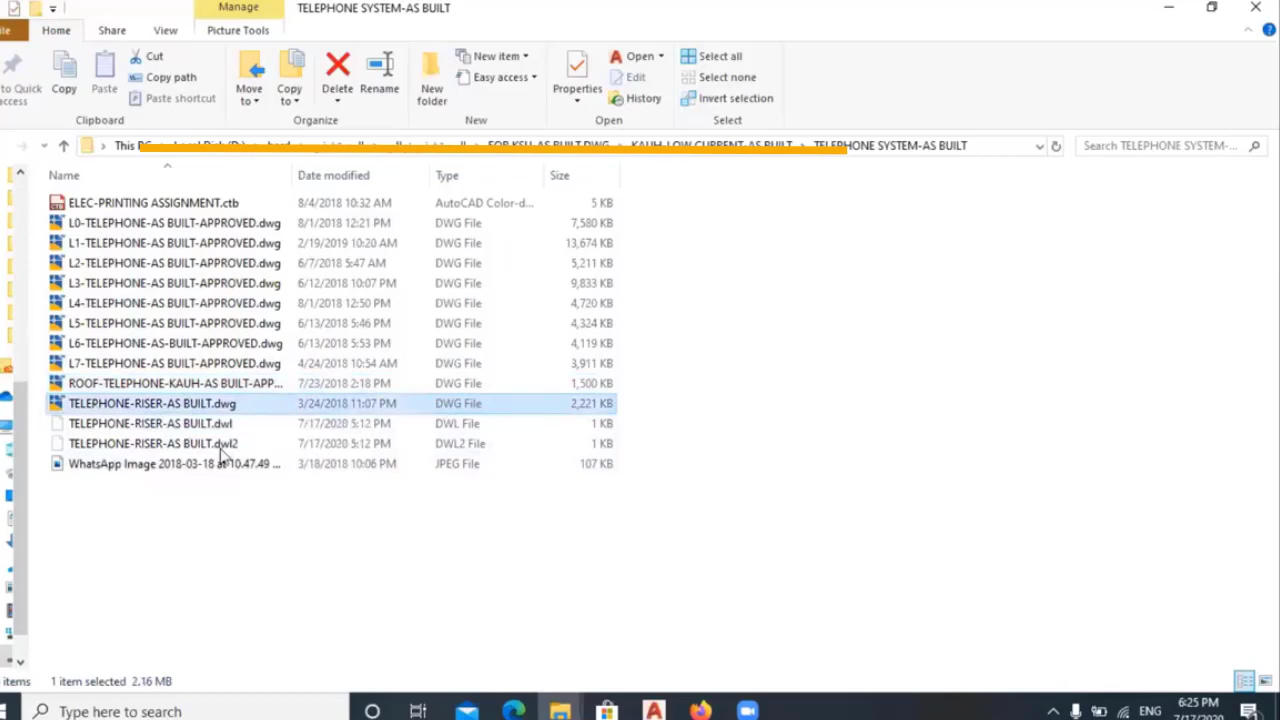 Manage
TELEPHONE SYSTEM-AS BUILT
Home
Share
View
Picture Tools
Copy
Paste
Cut
Copy path
Paste shortcut
Move to
Copy to
Delete
Rename
New folder
New item
Easy access
Properties
Open
Edit
History
Select all
Select none
Invert selection
to Quick
access
Clipboard
Organize
New
Open
Select
This TELEPHONE SYSTEM-AS BUILT
Search TELEPHONE SYSTEM-...
Name Date modified Type Size
ELEC-PRINTING ASSIGNMENT.ctb 8/4/2018 10:32 AM AutoCAD Color-d... 5 KB
L0-TELEPHONE-AS BUILT-APPROVED.dwg 8/1/2018 12:21 PM DWG File 7,580 KB
L1-TELEPHONE-AS BUILT-APPROVED.dwg 2/19/2019 10:20 AM DWG File 13,674 KB
L2-TELEPHONE-AS BUILT-APPROVED.dwg 6/7/2018 5:47 AM DWG File 5,211 KB
L3-TELEPHONE-AS BUILT-APPROVED.dwg 6/12/2018 10:07 PM DWG File 9,833 KB
L4-TELEPHONE-AS BUILT-APPROVED.dwg 8/1/2018 12:50 PM DWG File 4,720 KB
L5-TELEPHONE-AS BUILT-APPROVED.dwg 6/13/2018 5:46 PM DWG File 4,324 KB
L6-TELEPHONE-AS-BUILT-APPROVED.dwg 6/13/2018 5:53 PM DWG File 4,119 KB
L7-TELEPHONE-AS BUILT-APPROVED.dwg 4/24/2018 10:54 AM DWG File 3,911 KB
ROOF-TELEPHONE-KAUH-AS BUILT-APP... 7/23/2018 2:18 PM DWG File 1,500 KB
TELEPHONE-RISER-AS BUILT.dwg 3/24/2018 11:07 PM DWG File 2,221 KB
TELEPHONE-RISER-AS BUILT.dwl 7/17/2020 5:12 PM DWL File 1 KB
TELEPHONE-RISER-AS BUILT.dwl2 7/17/2020 5:12 PM DWL2 File 1 KB
WhatsApp Image 2018-03-18 at 10.47.49 ... 3/18/2018 10:06 PM JPEG File 107 KB
items 1 item selected 2.16 MB
Type here to search
ENG
6:25 PM
7/17/2020